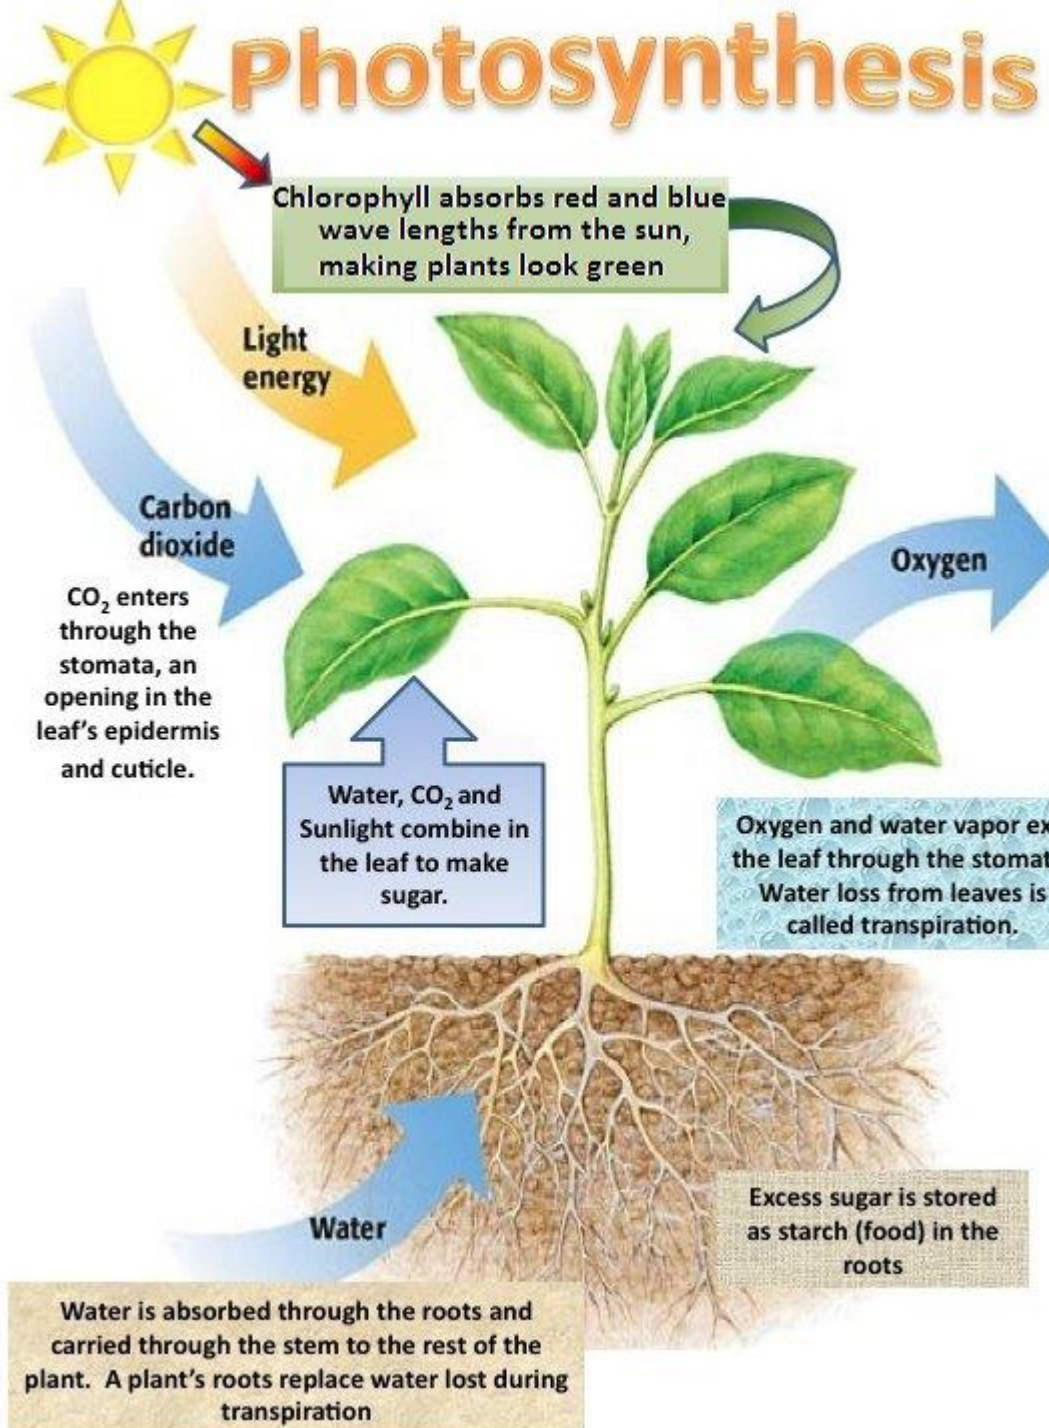 Photosynthesis
Chlorophyll absorbs red and blue
wave lengths from the sun,
making plants look green
Light
energy
Carbon
dioxide
CO₂ enters
through the
stomata, an
opening in the
leaf's epidermis
and cuticle.
Oxygen
Water, CO₂ and
Sunlight combine in
the leaf to make
sugar.
Oxygen and water vapor ex
the leaf through the stomat
Water loss from leaves is
called transpiration.
Water
Excess sugar is stored
as starch (food) in the
roots
Water is absorbed through the roots and
carried through the stem to the rest of the
plant. A plant's roots replace water lost during
transpiration